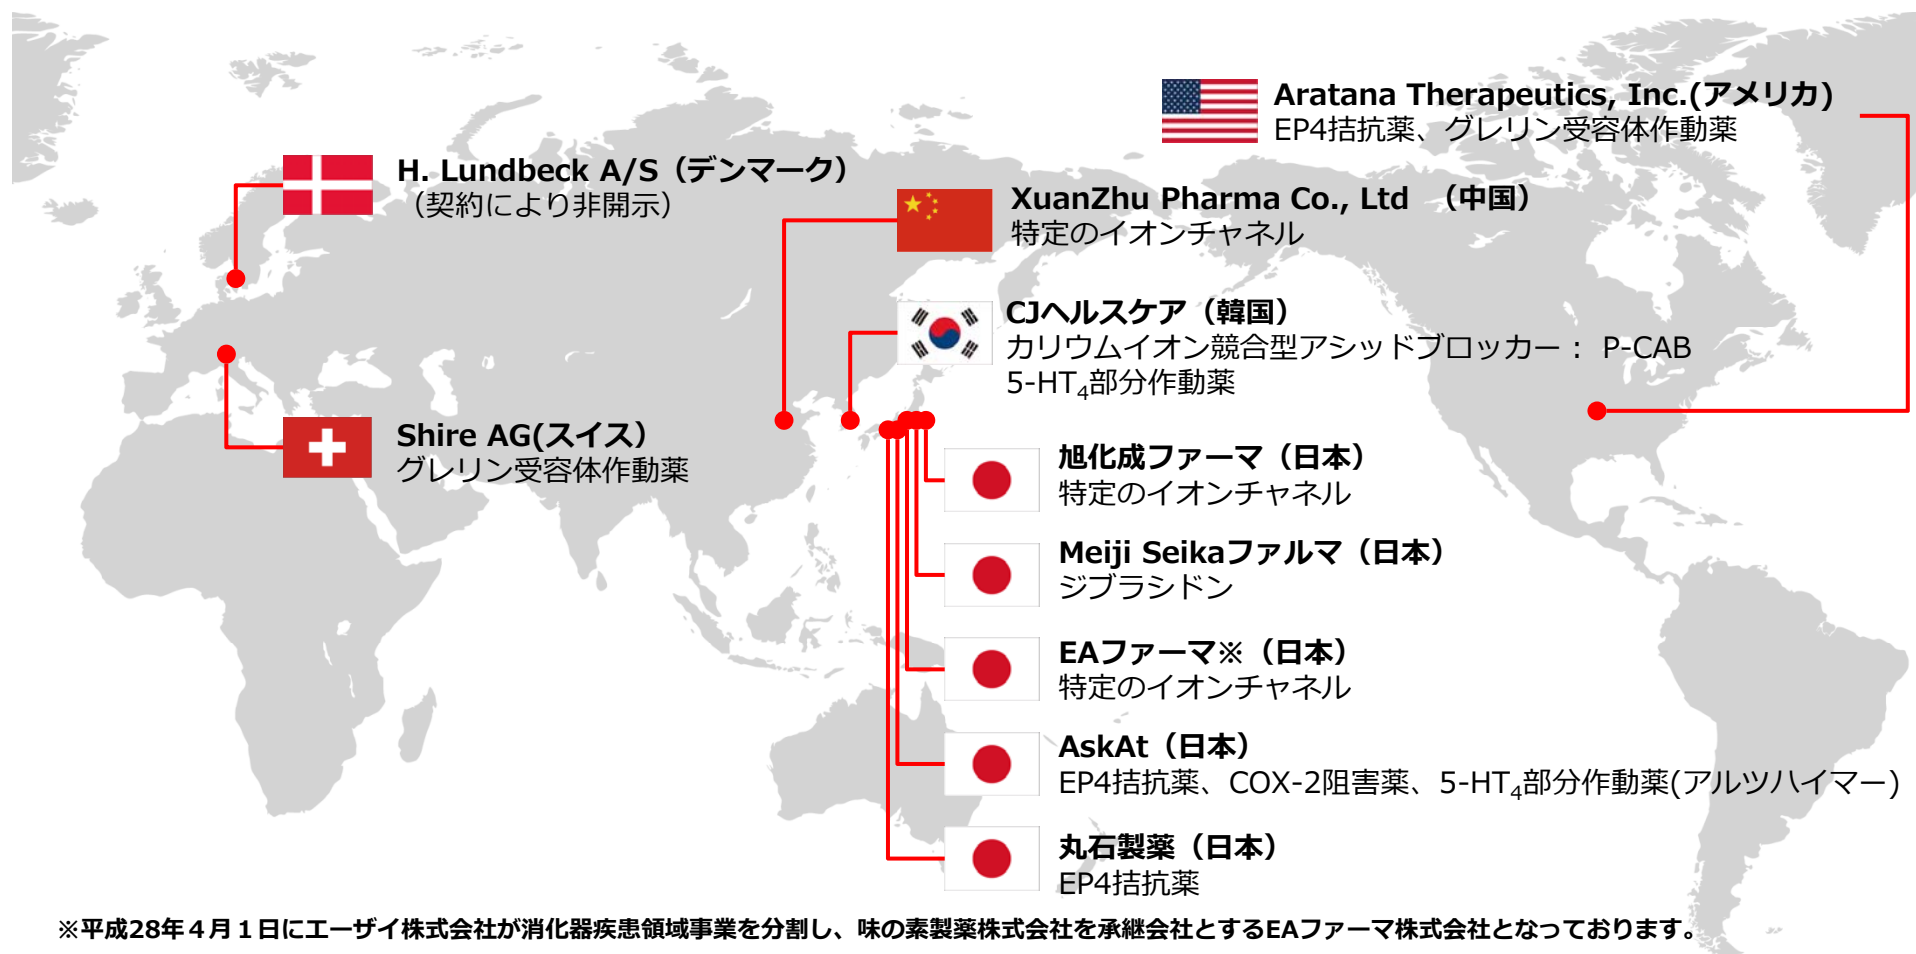 Aratana Therapeutics, Inc.(アメリカ)
EP4拮抗薬、グレリン受容体作動薬
H. Lundbeck A/S（デンマーク）
（契約により非開示）
XuanZhu Pharma Co., Ltd （中国）
特定のイオンチャネル
CJヘルスケア（韓国）
カリウムイオン競合型アシッドブロッカー： P-CAB
5-HT₄部分作動薬
Shire AG(スイス）
グレリン受容体作動薬
旭化成ファーマ（日本）
特定のイオンチャネル
Meiji Seikaファルマ（日本）
ジプラシドン
EAファーマ※（日本）
特定のイオンチャネル
AskAt（日本）
EP4拮抗薬、COX-2阻害薬、5-HT₄部分作動薬(アルツハイマー)
丸石製薬（日本）
EP4拮抗薬
※平成28年４月１日にエーザイ株式会社が消化器疾患領域事業を分割し、味の素製薬株式会社を承継会社とするEAファーマ株式会社となっております。